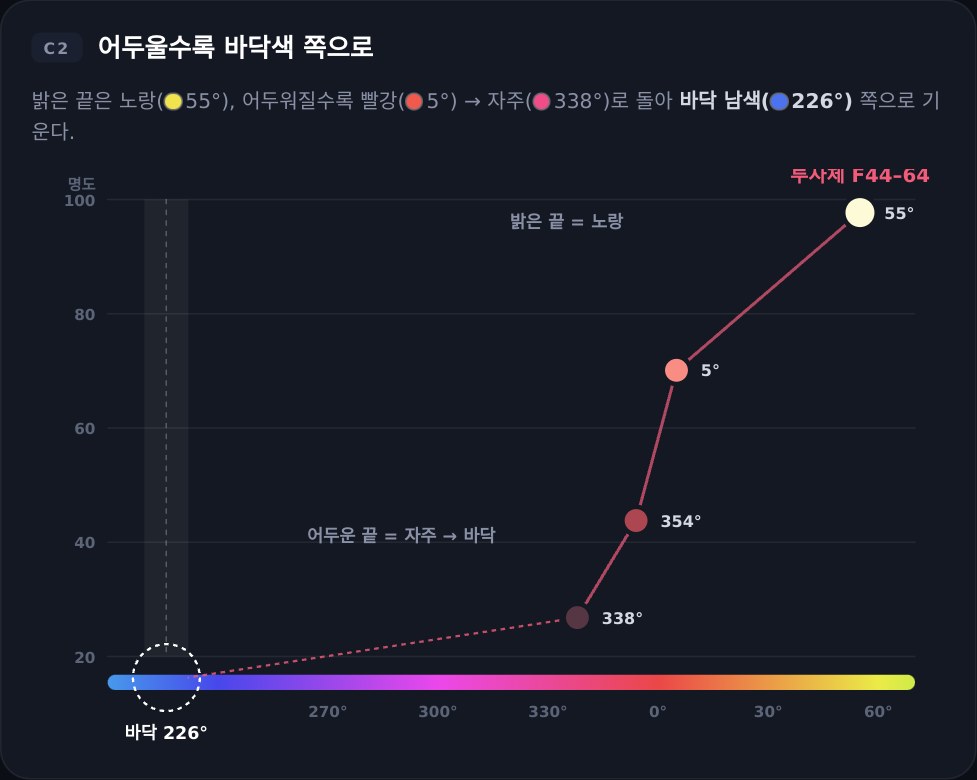 C2 어두울수록 바닥색 쪽으로
밝은 끝은 노랑(55°), 어두워질수록 빨강(5°) → 자주(338°)로 돌아 바닥 남색(226°) 쪽으로 기
운다.
투사체 F44–64
명도
100
밝은 끝 = 노랑
55°
80
5°
60
354°
어두운 끝 = 자주 → 바닥
40
338°
20
270° 300° 330° 0° 30° 60°
바닥 226°